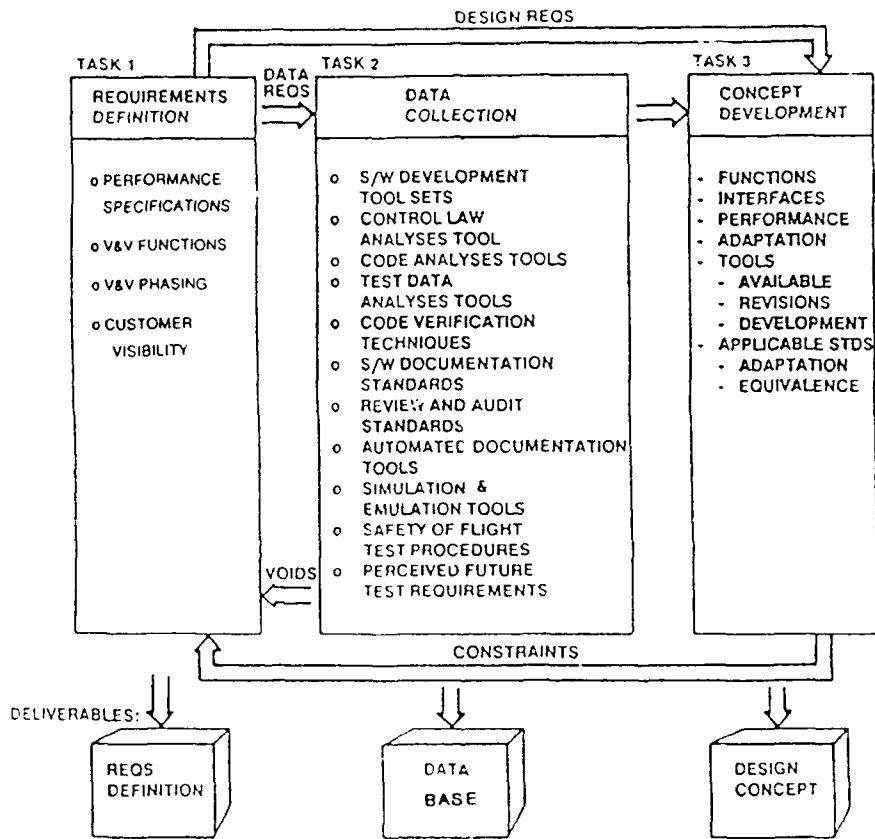 DESIGN REQS
TASK 1
REQUIREMENTS
DEFINITION
o PERFORMANCE
SPECIFICATIONS
o V&V FUNCTIONS
o V&V PHASING
o CUSTOMER
VISIBILITY
DATA
REQS
VOIDS
TASK 2
DATA
COLLECTION
o S/W DEVELOPMENT
TOOL SETS
o CONTROL LAW
ANALYSES TOOL
o CODE ANALYSES TOOLS
o TEST DATA
ANALYSES TOOLS
o CODE VERIFICATION
TECHNIQUES
o S/W DOCUMENTATION
STANDARDS
o REVIEW AND AUDIT
STANDARDS
o AUTOMATED DOCUMENTATION
TOOLS
o SIMULATION &
EMULATION TOOLS
o SAFETY OF FLIGHT
TEST PROCEDURES
o PERCEIVED FUTURE
TEST REQUIREMENTS
TASK 3
CONCEPT
DEVELOPMENT
- FUNCTIONS
- INTERFACES
- PERFORMANCE
- ADAPTATION
- TOOLS
- AVAILABLE
- REVISIONS
- DEVELOPMENT
- APPLICABLE STDS
- ADAPTATION
- EQUIVALENCE
CONSTRAINTS
DELIVERABLES:
REQS
DEFINITION
DATA
BASE
DESIGN
CONCEPT